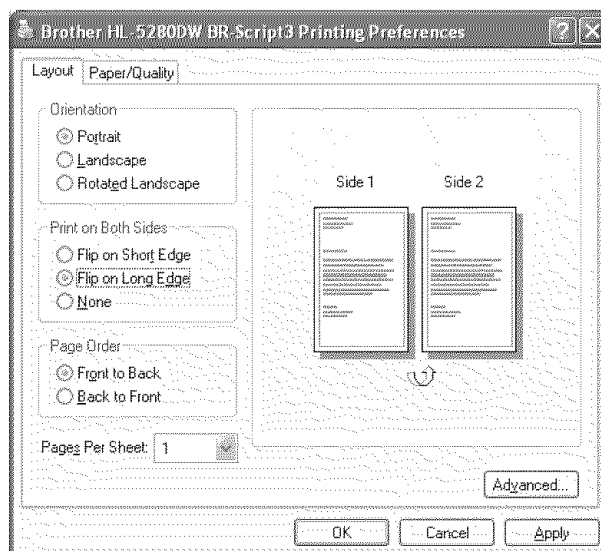 Brother HL-5280DW BR-Script3 Printing Preferences
Layout Paper/Quality
Orientation
Portrait
Landscape
Rotated Landscape
Print on Both Sides
Flip on Short Edge
Flip on Long Edge
None
Page Order
Front to Back
Back to Front
Pages Per Sheet: 1
Side 1 Side 2
Advanced...
OK Cancel Apply